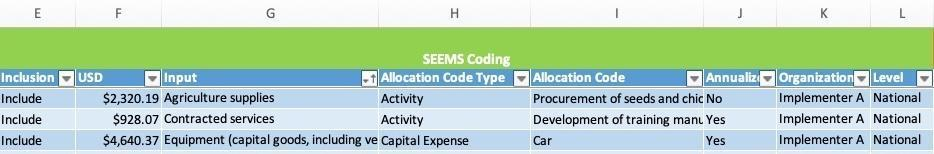 E F G H I J K L
SEEMS Coding
Inclusion USD Input Allocation Code Type Allocation Code Annualiz Organization Level
Include $2,320.19 Agriculture supplies Activity Procurement of seeds and chic No Implementer A National
Include $928.07 Contracted services Activity Development of training manu Yes Implementer A National
Include $4,640.37 Equipment (capital goods, including ve Capital Expense Car Yes Implementer A National